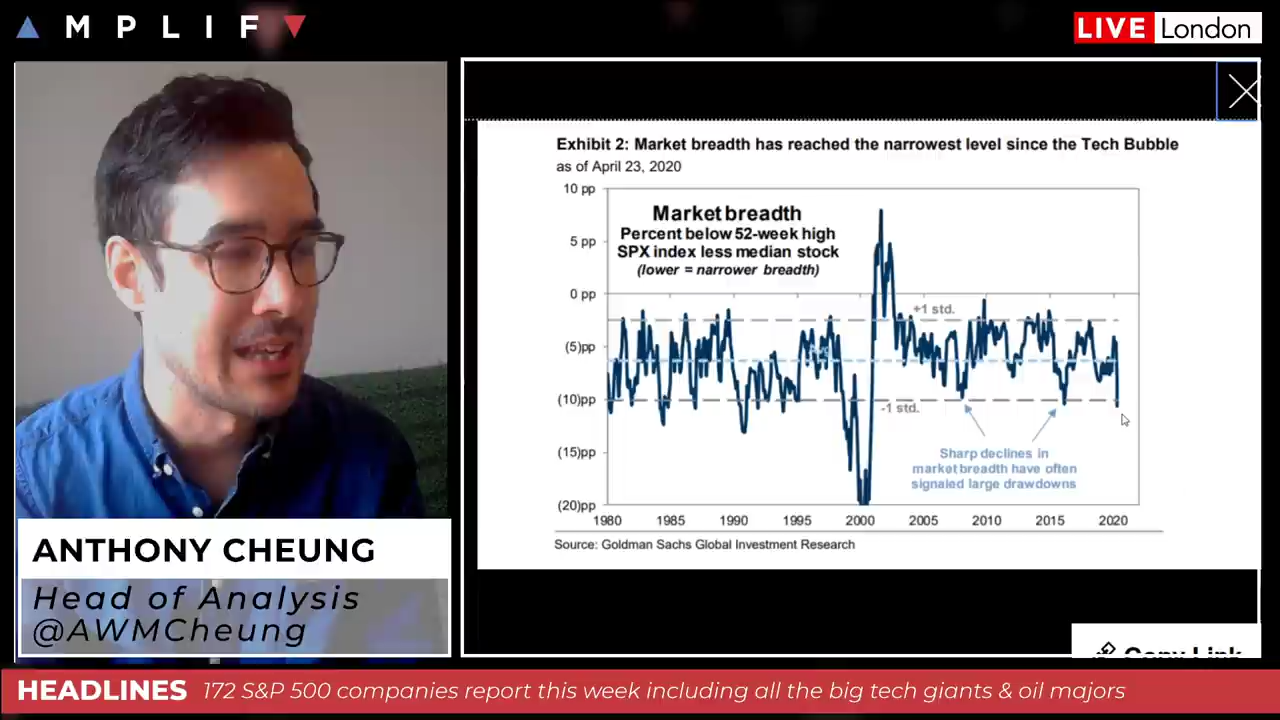 AMPLIFY
LIVE London
Exhibit 2: Market breadth has reached the narrowest level since the Tech Bubble
as of April 23, 2020
10 pp
5 pp
0 pp
(5)pp
(10)pp
(15)pp
(20)pp
Market breadth
Percent below 52-week high
SPX index less median stock
(lower = narrower breadth)
+1 std.
-1 std.
Sharp declines in
market breadth have often
signaled large drawdowns
1980 1985 1990 1995 2000 2005 2010 2015 2020
Source: Goldman Sachs Global Investment Research
Copy Link
ANTHONY CHEUNG
Head of Analysis
@AWMCheung
HEADLINES 172 S&P 500 companies report this week including all the big tech giants & oil majors